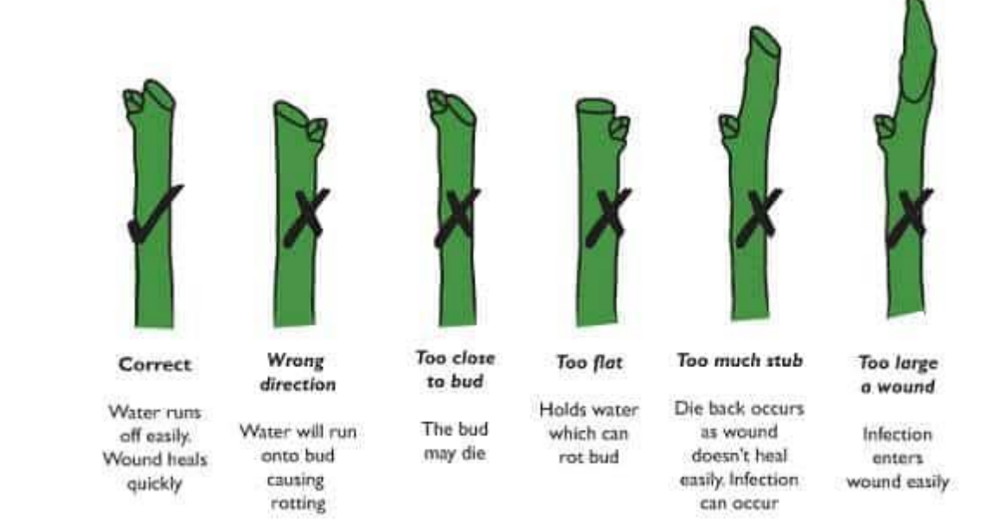 Correct
Water runs
off easily.
Wound heals
quickly
Wrong
direction
Water will run
onto bud
causing
rotting
Too close
to bud
The bud
may die
Too flat
Holds water
which can
rot bud
Too much stub
Die back occurs
as wound
doesn't heal
easily. Infection
can occur
Too large
a wound
Infection
enters
wound easily